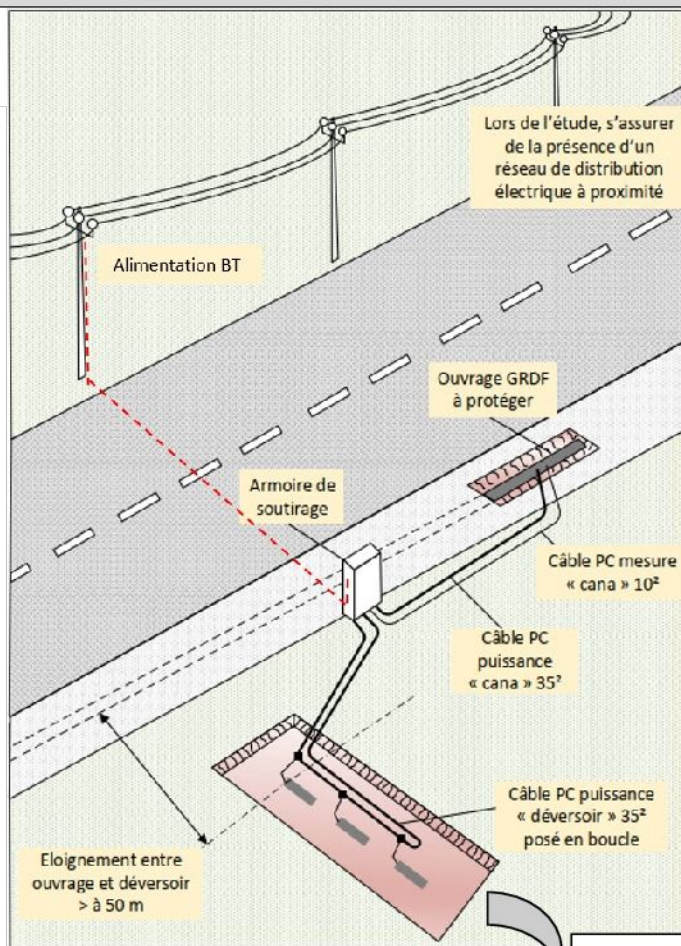 Lors de l'étude, s'assurer
de la présence d'un
réseau de distribution
électrique à proximité
Alimentation BT
Ouvrage GRDF
à protéger
Armoire de
soutirage
Câble PC mesure
« cana » 10²
Câble PC
puissance
« cana » 35²
Câble PC puissance
« déversoir » 35²
posé en boucle
Eloignement entre
ouvrage et déversoir
> à 50 m